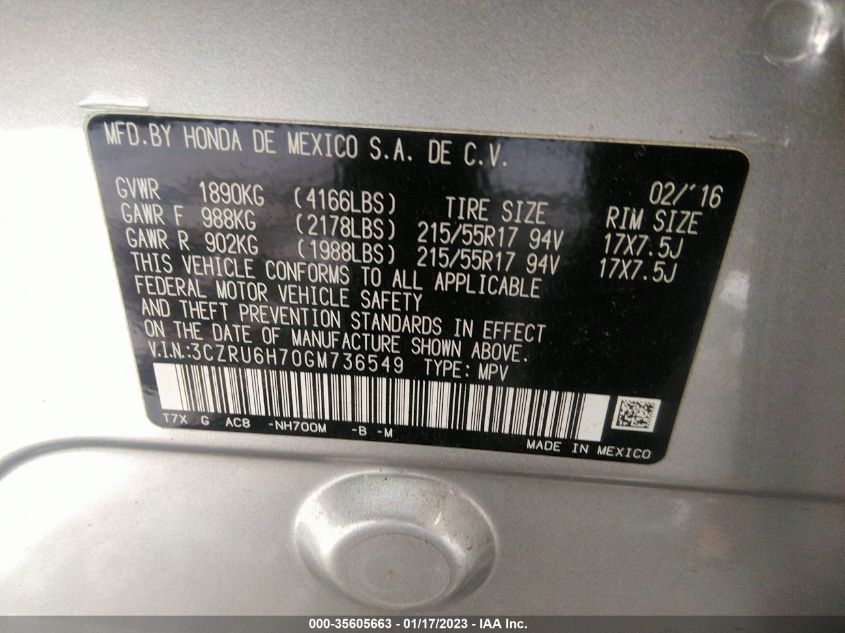 MFD.BY HONDA DE MEXICO S.A. DE C.V.
02/'16
GVWR 1890KG (4166LBS) TIRE SIZE RIM SIZE
GAWR F 988KG (2178LBS) 215/55R17 94V 17X7.5J
GAWR R 902KG (1988LBS) 215/55R17 94V 17X7.5J
THIS VEHICLE CONFORMS TO ALL APPLICABLE
FEDERAL MOTOR VEHICLE SAFETY
AND THEFT PREVENTION STANDARDS IN EFFECT
ON THE DATE OF MANUFACTURE SHOWN ABOVE.
V.I.N.:3CZRU6H70GM736549 TYPE: MPV
T7X G AC8 -NH700M -B -M
MADE IN MEXICO
000-35605663 - 01/17/2023 - IAA Inc.